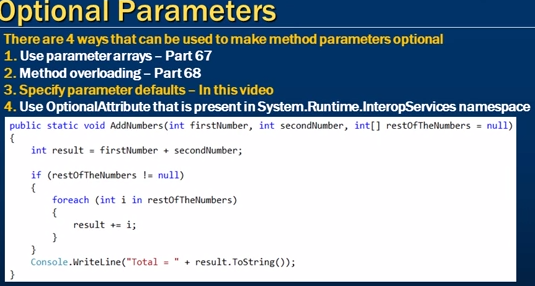 Optional Parameters
There are 4 ways that can be used to make method parameters optional
1. Use parameter arrays – Part 67
2. Method overloading – Part 68
3. Specify parameter defaults – In this video
4. Use OptionalAttribute that is present in System.Runtime.InteropServices namespace
public static void AddNumbers(int firstNumber, int secondNumber, int[] restOfTheNumbers = null)
{
    int result = firstNumber + secondNumber;
    if (restOfTheNumbers != null)
    {
        foreach (int i in restOfTheNumbers)
        {
            result += i;
        }
    }
    Console.WriteLine("Total = " + result.ToString());
}